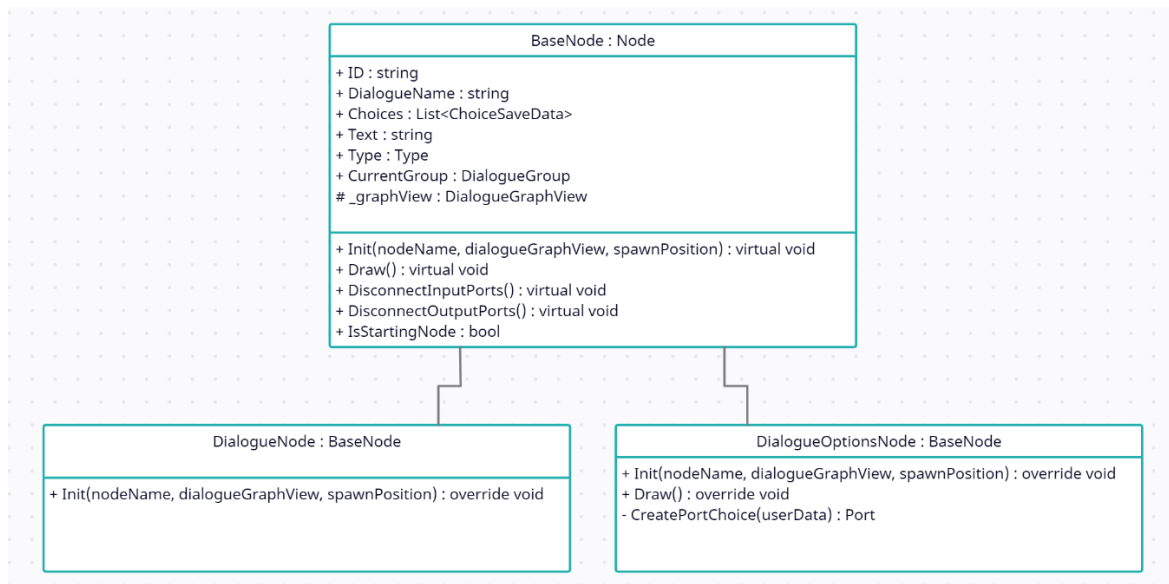 BaseNode : Node
+ ID : string
+ DialogueName : string
+ Choices : List<ChoiceSaveData>
+ Text : string
+ Type : Type
+ CurrentGroup : DialogueGroup
# _graphView : DialogueGraphView
+ Init(nodeName, dialogueGraphView, spawnPosition) : virtual void
+ Draw() : virtual void
+ DisconnectInputPorts() : virtual void
+ DisconnectOutputPorts() : virtual void
+ IsStartingNode : bool
DialogueNode : BaseNode
+ Init(nodeName, dialogueGraphView, spawnPosition) : override void
DialogueOptionsNode : BaseNode
+ Init(nodeName, dialogueGraphView, spawnPosition) : override void
+ Draw() : override void
- CreatePortChoice(userData) : Port